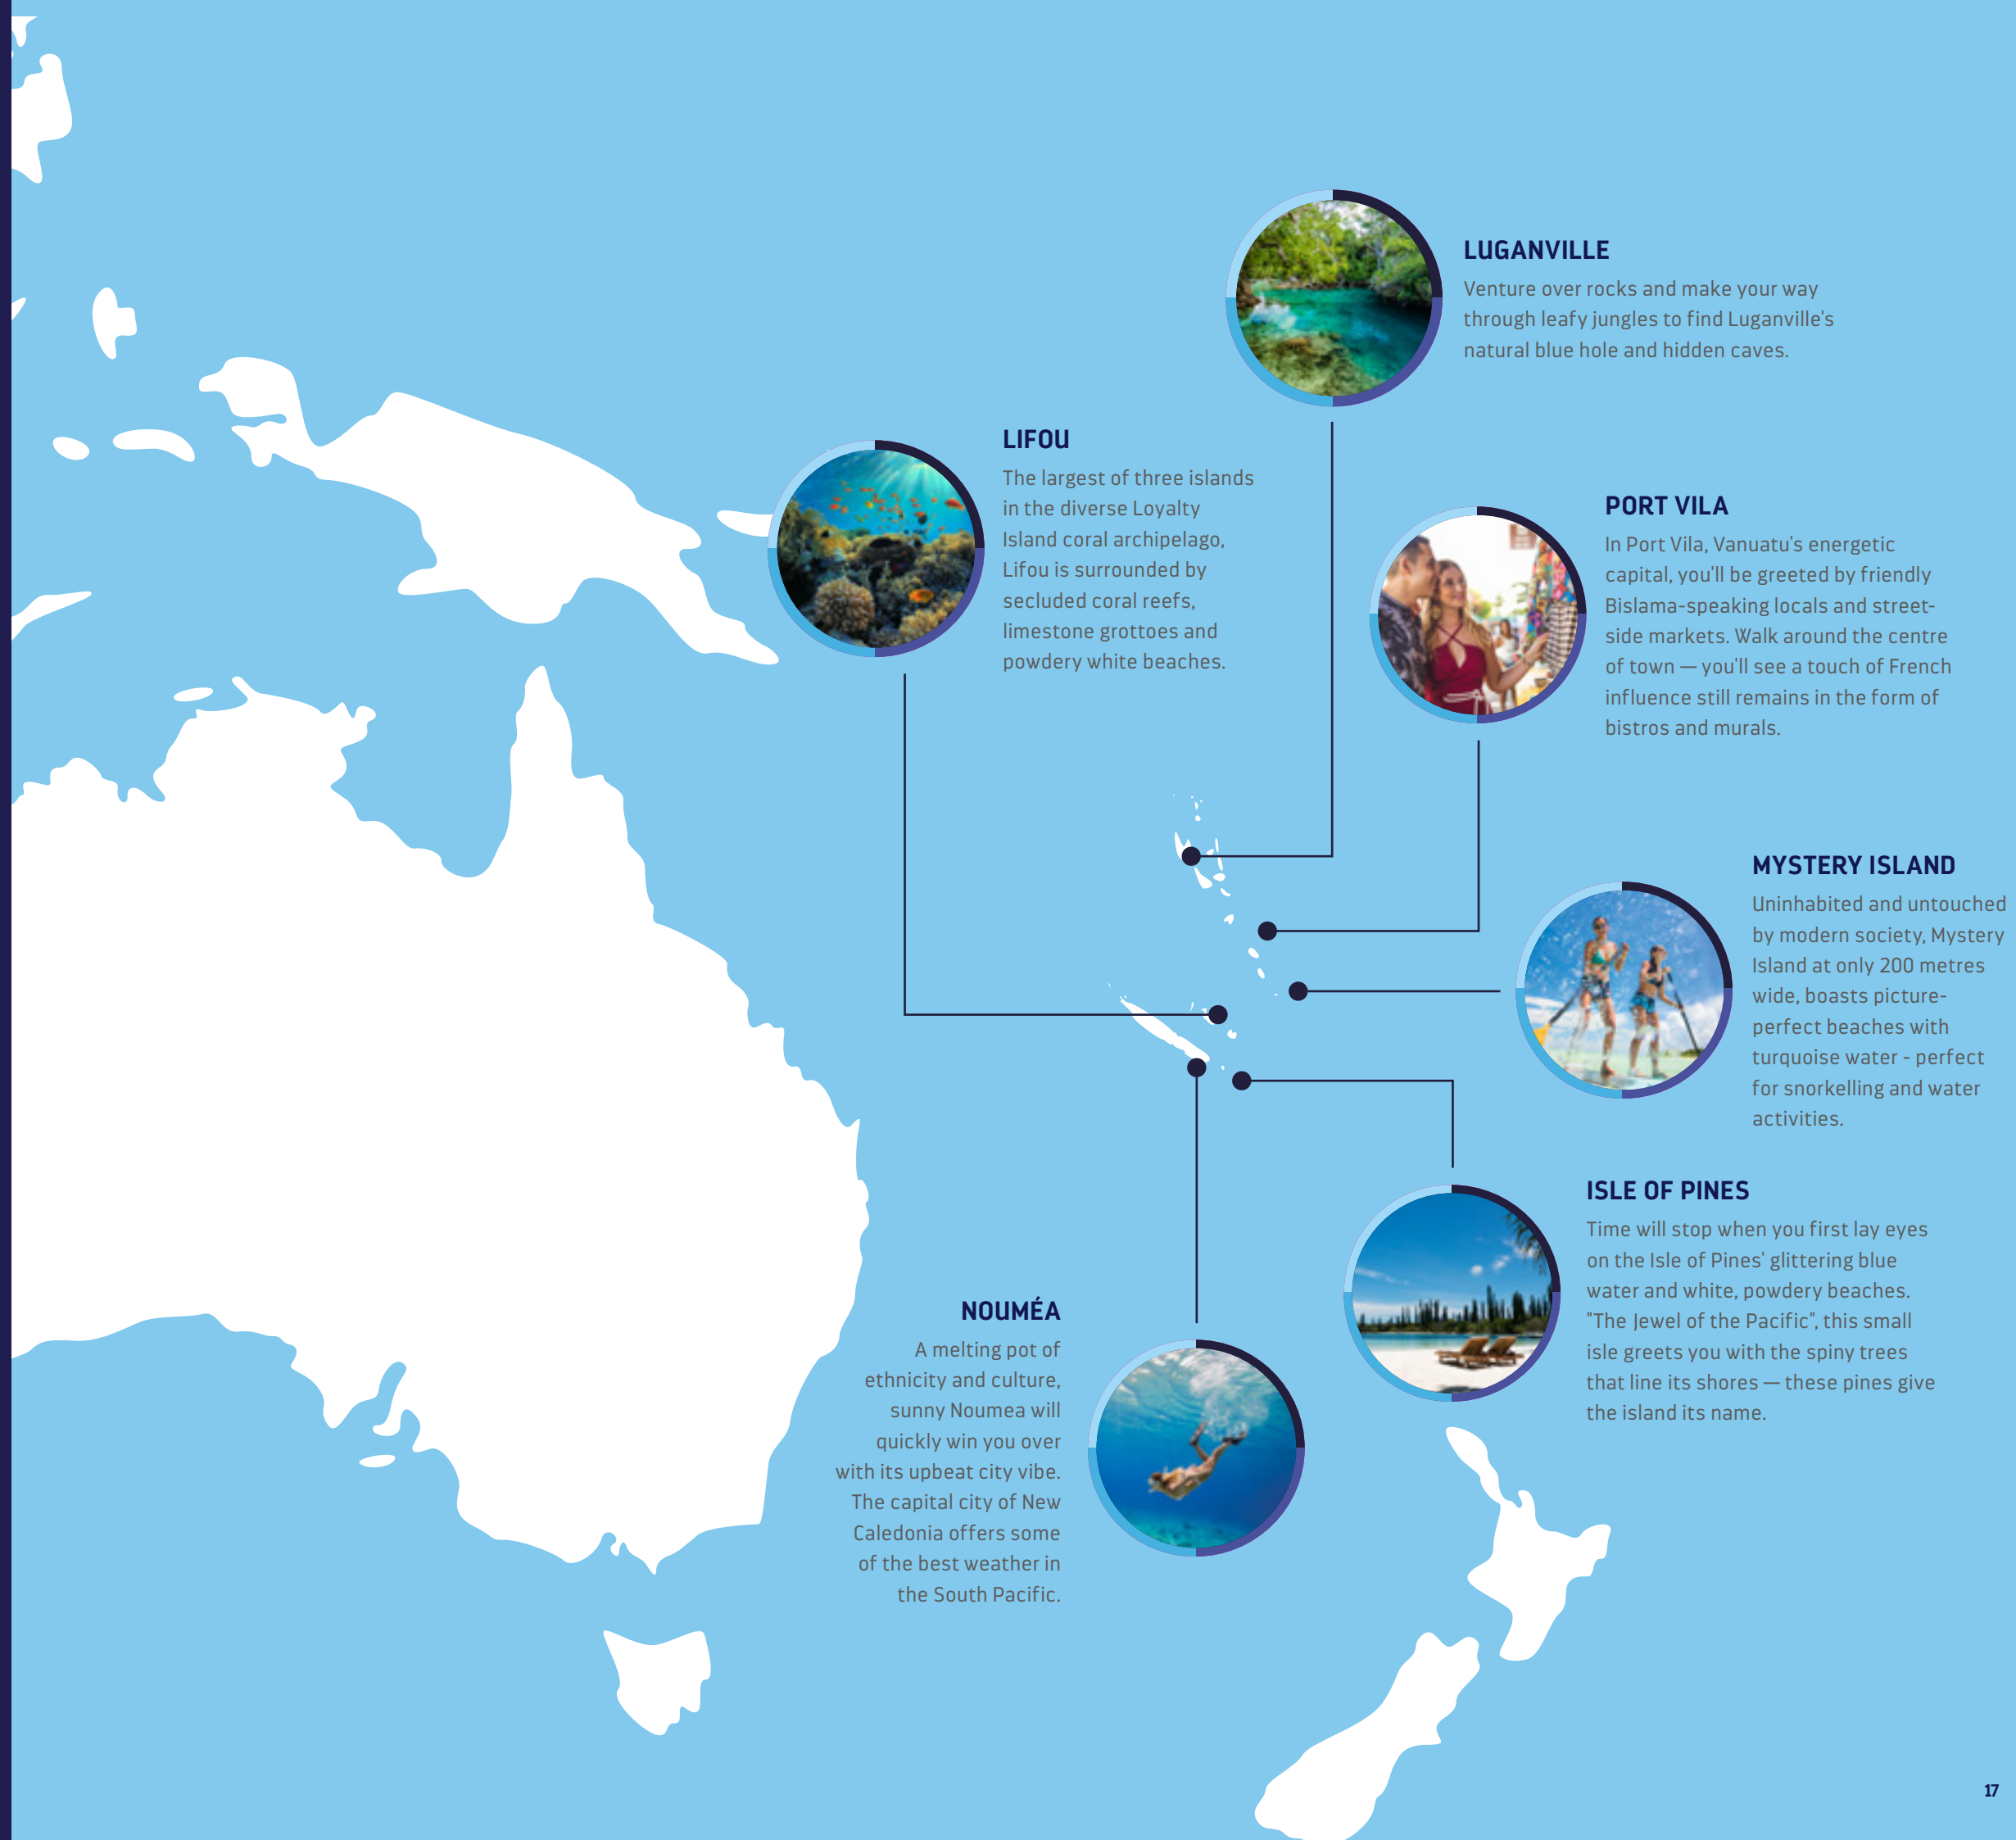 LUGANVILLE
Venture over rocks and make your way
through leafy jungles to find Luganville's
natural blue hole and hidden caves.
LIFOU
The largest of three islands
in the diverse Loyalty
Island coral archipelago,
Lifou is surrounded by
secluded coral reefs,
limestone grottoes and
powdery white beaches.
PORT VILA
In Port Vila, Vanuatu's energetic
capital, you'll be greeted by friendly
Bislama-speaking locals and street-
side markets. Walk around the centre
of town — you'll see a touch of French
influence still remains in the form of
bistros and murals.
MYSTERY ISLAND
Uninhabited and untouched
by modern society, Mystery
Island at only 200 metres
wide, boasts picture-
perfect beaches with
turquoise water - perfect
for snorkelling and water
activities.
ISLE OF PINES
Time will stop when you first lay eyes
on the Isle of Pines' glittering blue
water and white, powdery beaches.
"The Jewel of the Pacific", this small
isle greets you with the spiny trees
that line its shores — these pines give
the island its name.
NOUMÉA
A melting pot of
ethnicity and culture,
sunny Noumea will
quickly win you over
with its upbeat city vibe.
The capital city of New
Caledonia offers some
of the best weather in
the South Pacific.
17